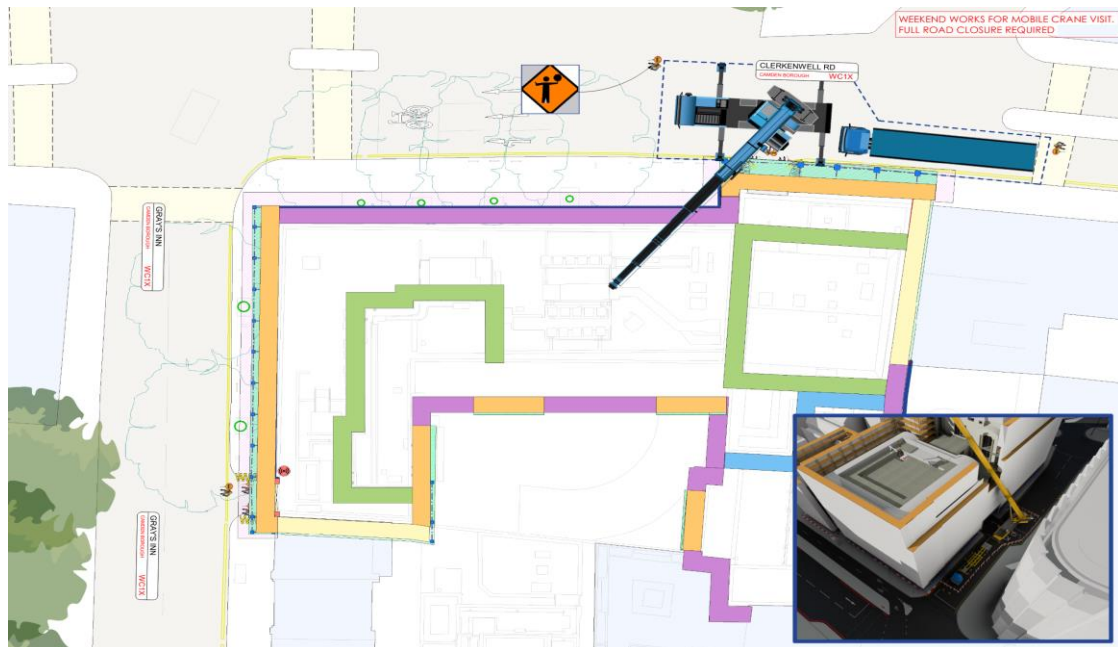 WEEKEND WORKS FOR MOBILE CRANE VISIT.
FULL ROAD CLOSURE REQUIRED
CLERKENWELL RD
CAMDEN BOROUGH WC1X
GRAY'S INN
CAMDEN BOROUGH WC1X
GRAY'S INN
CAMDEN BOROUGH WC1X